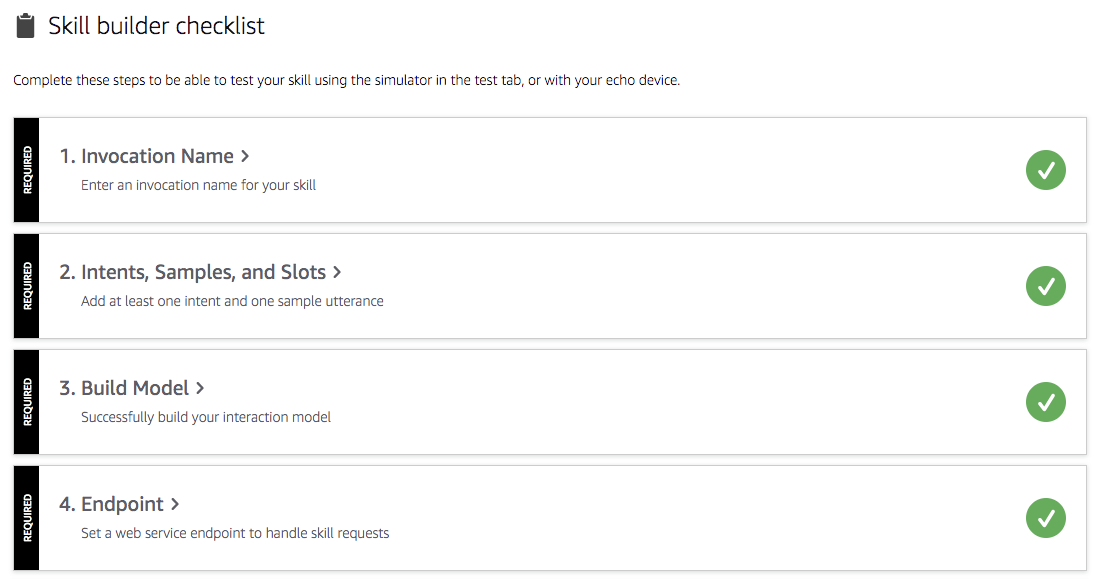 Skill builder checklist
Complete these steps to be able to test your skill using the simulator in the test tab, or with your echo device.
REQUIRED
1. Invocation Name >
Enter an invocation name for your skill
REQUIRED
2. Intents, Samples, and Slots >
Add at least one intent and one sample utterance
REQUIRED
3. Build Model >
Successfully build your interaction model
REQUIRED
4. Endpoint >
Set a web service endpoint to handle skill requests